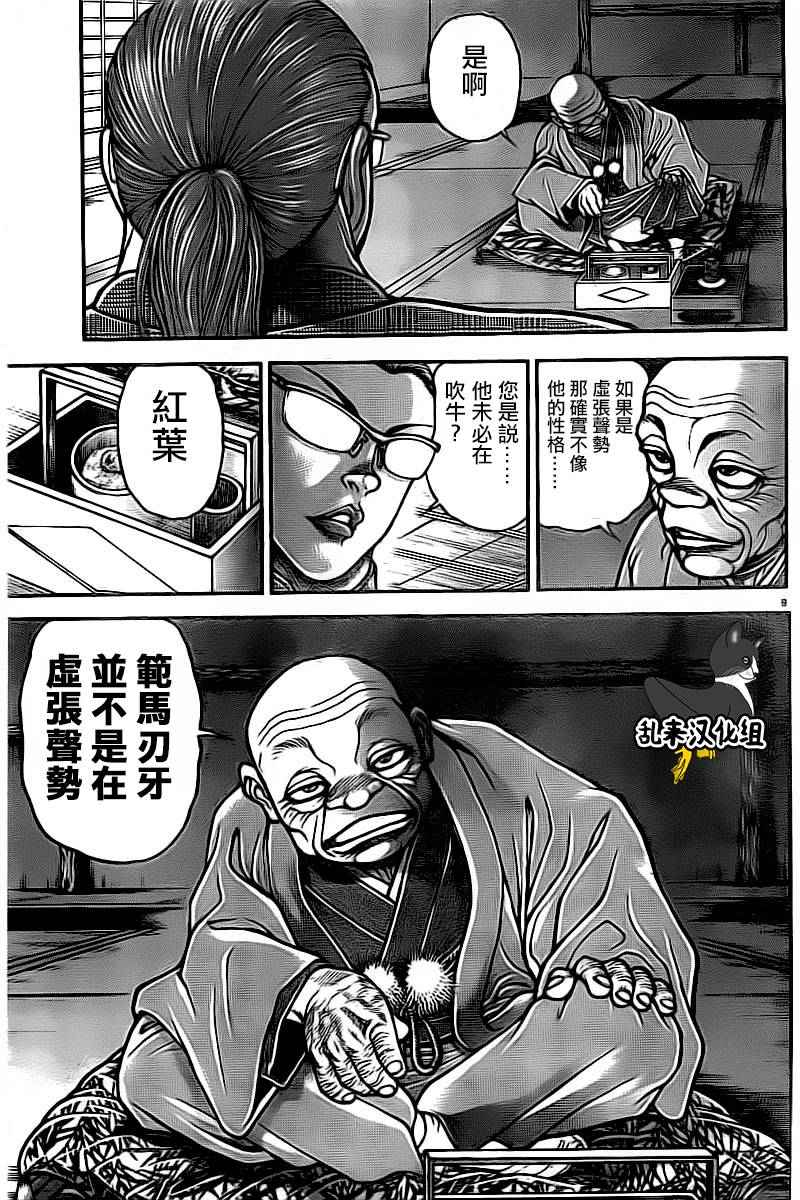 是啊
如果是
虛張聲勢
那確實不像
他的性格……
您是說……
他未必在
吹牛？
紅葉
9
範馬刃牙
並不是在
虛張聲勢
乱来汉化组